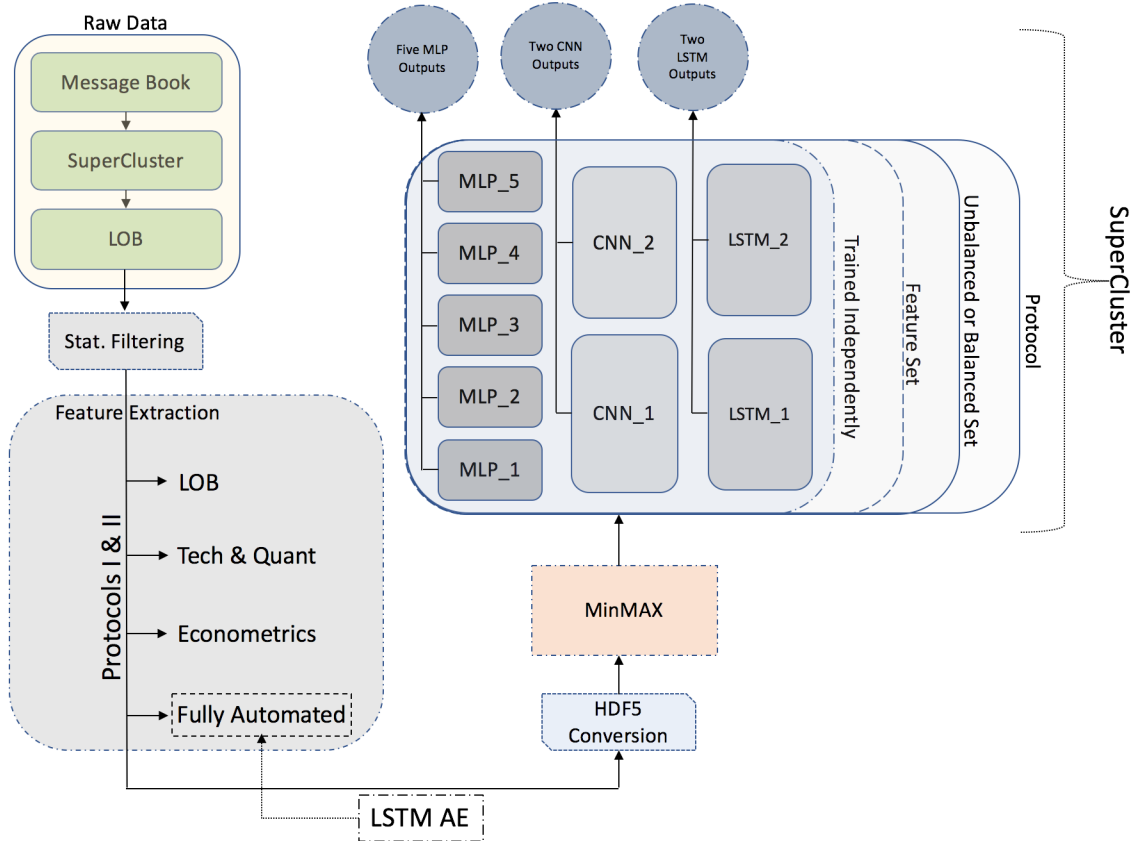 Raw Data
Message Book
SuperCluster
LOB
Stat. Filtering
Feature Extraction
Protocols I & II
LOB
Tech & Quant
Econometrics
Fully Automated
LSTM AE
HDF5
Conversion
MinMAX
Five MLP
Outputs
Two CNN
Outputs
Two
LSTM
Outputs
MLP_5
MLP_4
MLP_3
MLP_2
MLP_1
CNN_2
CNN_1
LSTM_2
LSTM_1
Trained Independently
Feature Set
Unbalanced or Balanced Set
Protocol
SuperCluster